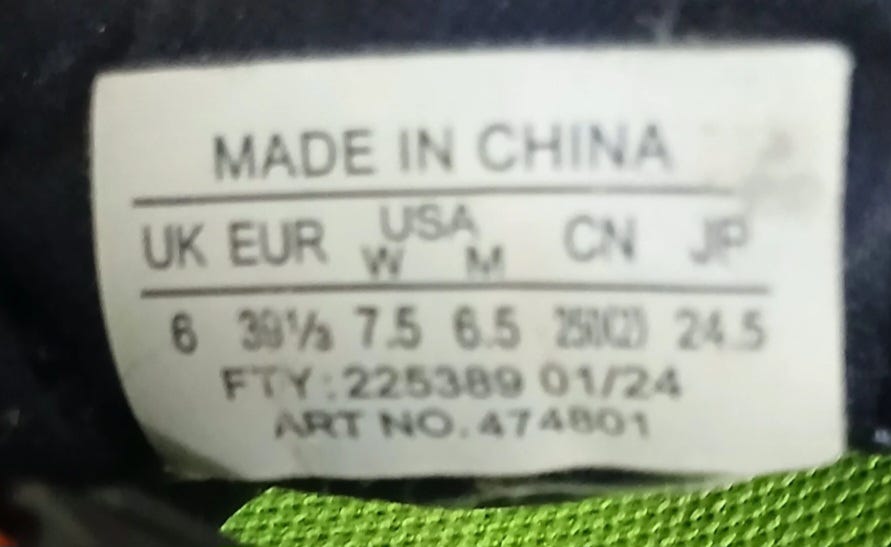 MADE IN CHINA
UK EUR USA CN JP
W M
6 39⅓ 7.5 6.5 250(2) 24.5
FTY:225389 01/24
ART NO.474801